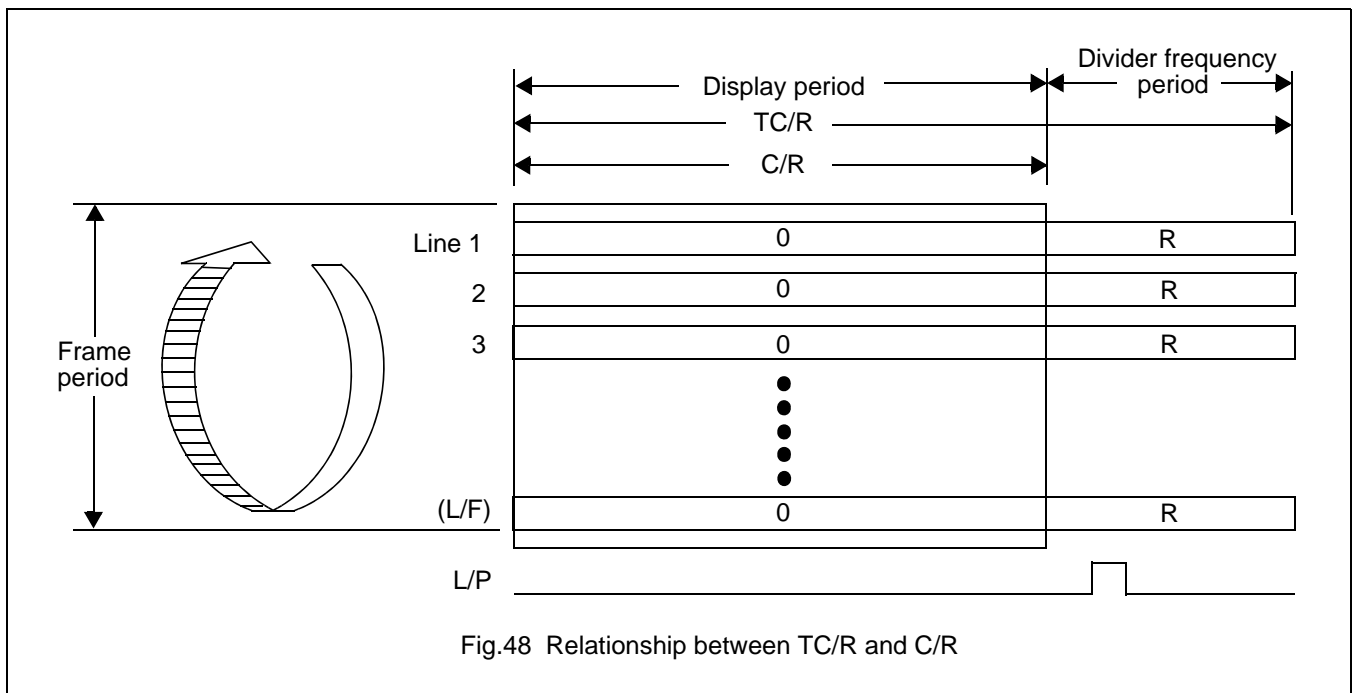 Divider frequency
period
Display period
TC/R
C/R
Line 1 0 R
2 0 R
3 0 R
Frame
period
(L/F) 0 R
L/P
Fig.48 Relationship between TC/R and C/R